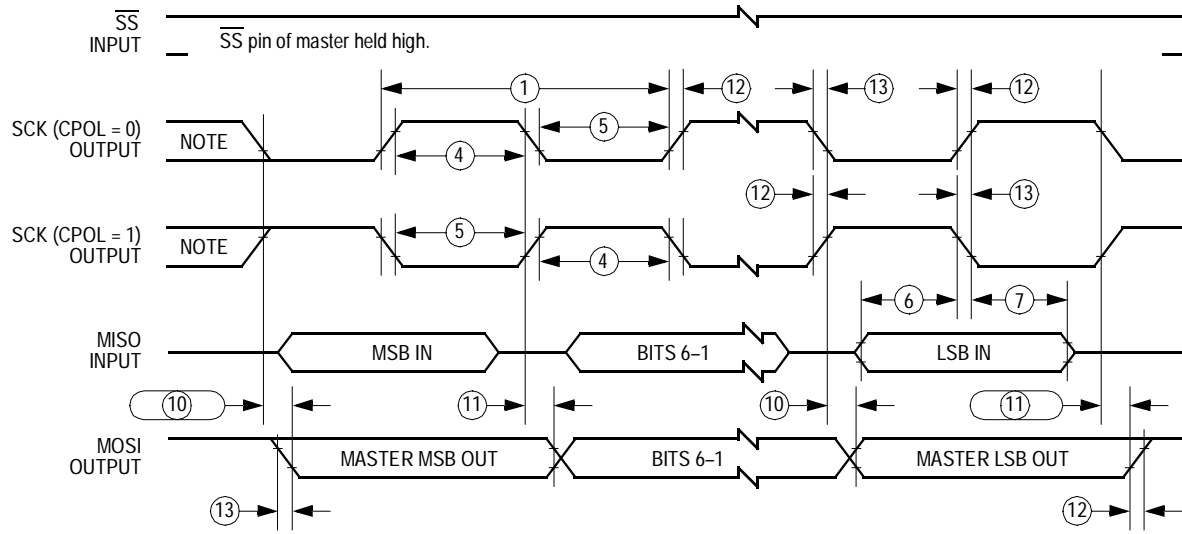 SS
INPUT
SS pin of master held high.
1
12
13
12
SCK (CPOL = 0)
OUTPUT
NOTE
5
4
12
13
SCK (CPOL = 1)
OUTPUT
NOTE
5
4
6
7
MISO
INPUT
MSB IN
BITS 6–1
LSB IN
10
11
10
11
MOSI
OUTPUT
MASTER MSB OUT
BITS 6–1
MASTER LSB OUT
13
12